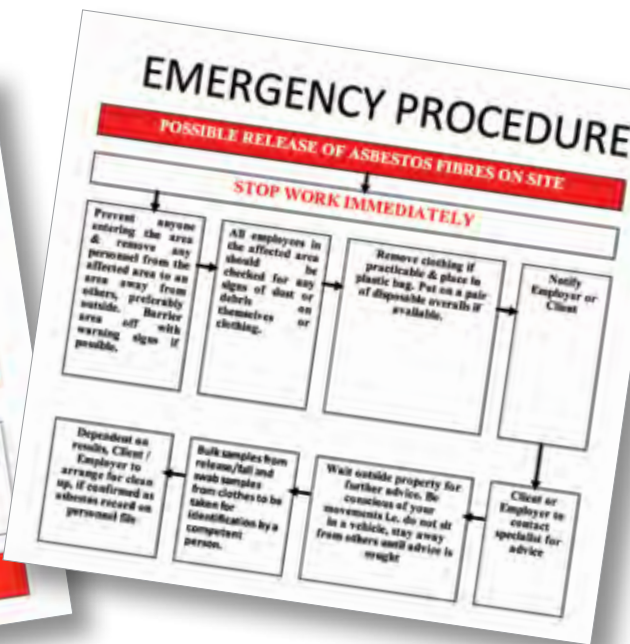 EMERGENCY PROCEDURE
POSSIBLE RELEASE OF ASBESTOS FIBRES ON SITE
STOP WORK IMMEDIATELY
Prevent anyone
entering the area
& remove any
personnel from the
affected area to an
area away from
others, preferably
outside. Barrier
area off with
warning signs if
possible.
All employees in
the affected area
should be
checked for any
signs of dust or
debris on
themselves or
clothing.
Remove clothing if
practicable & place in
plastic bag. Put on a pair
of disposable overalls if
available.
Notify
Employer or
Client
Client or
Employer to
contact
specialist for
advice
Wait outside property for
further advice. Be
conscious of your
movements i.e. do not sit
in a vehicle, stay away
from others until advice is
sought
Bulk samples from
release/fall and
swab samples
from clothes to be
taken for
identification by a
competent
person.
Dependent on
results, Client /
Employer to
arrange for clean
up, if confirmed as
asbestos record on
personnel file